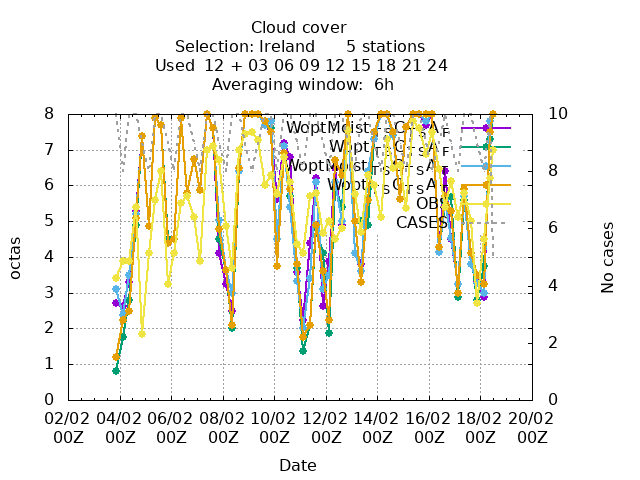 Cloud cover
Selection: Ireland 5 stations
Used 12 + 03 06 09 12 15 18 21 24
Averaging window: 6h
8
7
6
5
4
3
2
1
0
octas
10
8
6
4
2
0
No cases
OBS
CASES
02/02 04/02 06/02 08/02 10/02 12/02 14/02 16/02 18/02 20/02
00Z 00Z 00Z 00Z 00Z 00Z 00Z 00Z 00Z 00Z
Date